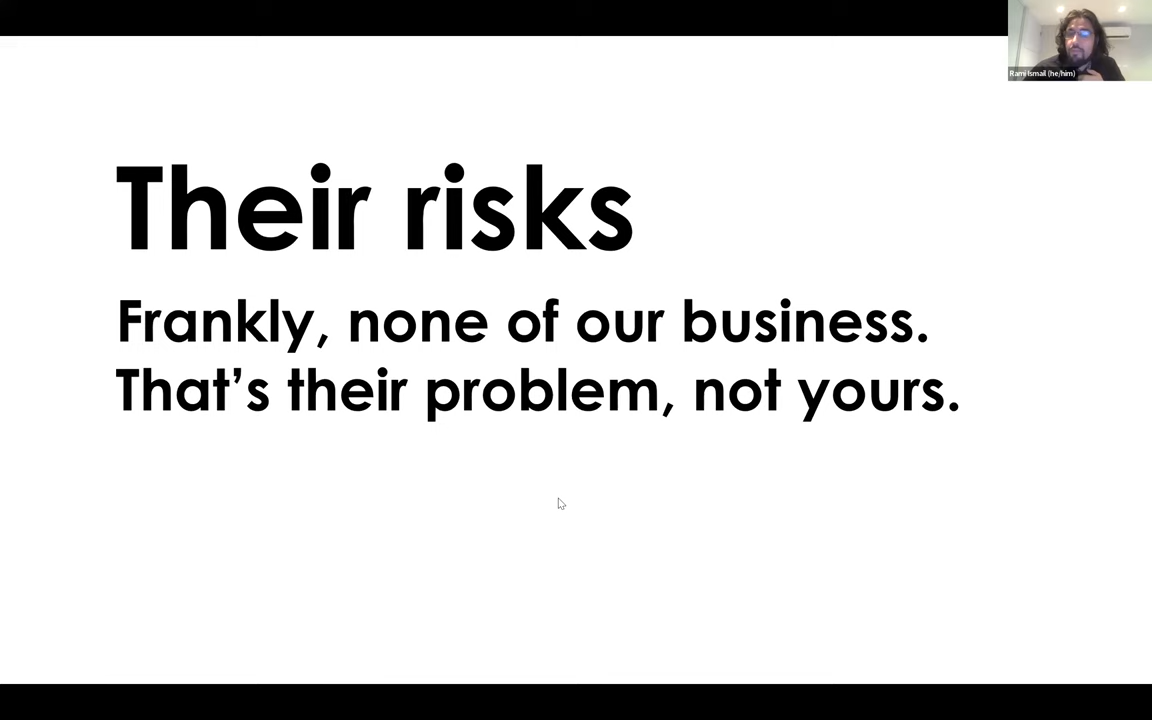 Rami Ismail (he/him)
Their risks
Frankly, none of our business.
That's their problem, not yours.